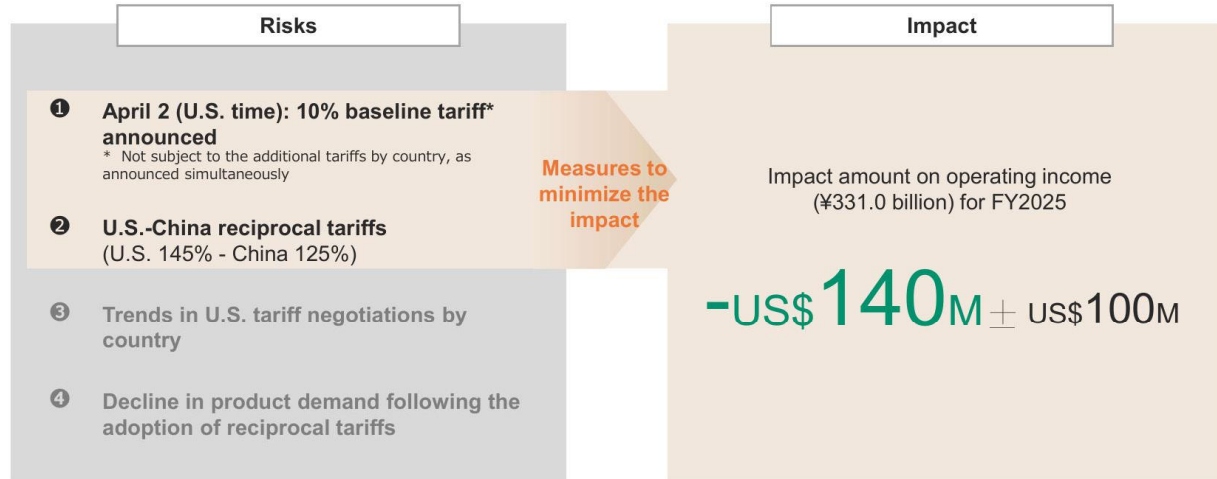 Risks
❶ April 2 (U.S. time): 10% baseline tariff*
announced
* Not subject to the additional tariffs by country, as
announced simultaneously
❷ U.S.-China reciprocal tariffs
(U.S. 145% - China 125%)
❸ Trends in U.S. tariff negotiations by
country
❹ Decline in product demand following the
adoption of reciprocal tariffs
Measures to
minimize the
impact
Impact
Impact amount on operating income
(¥331.0 billion) for FY2025
-US$140M ± US$100M